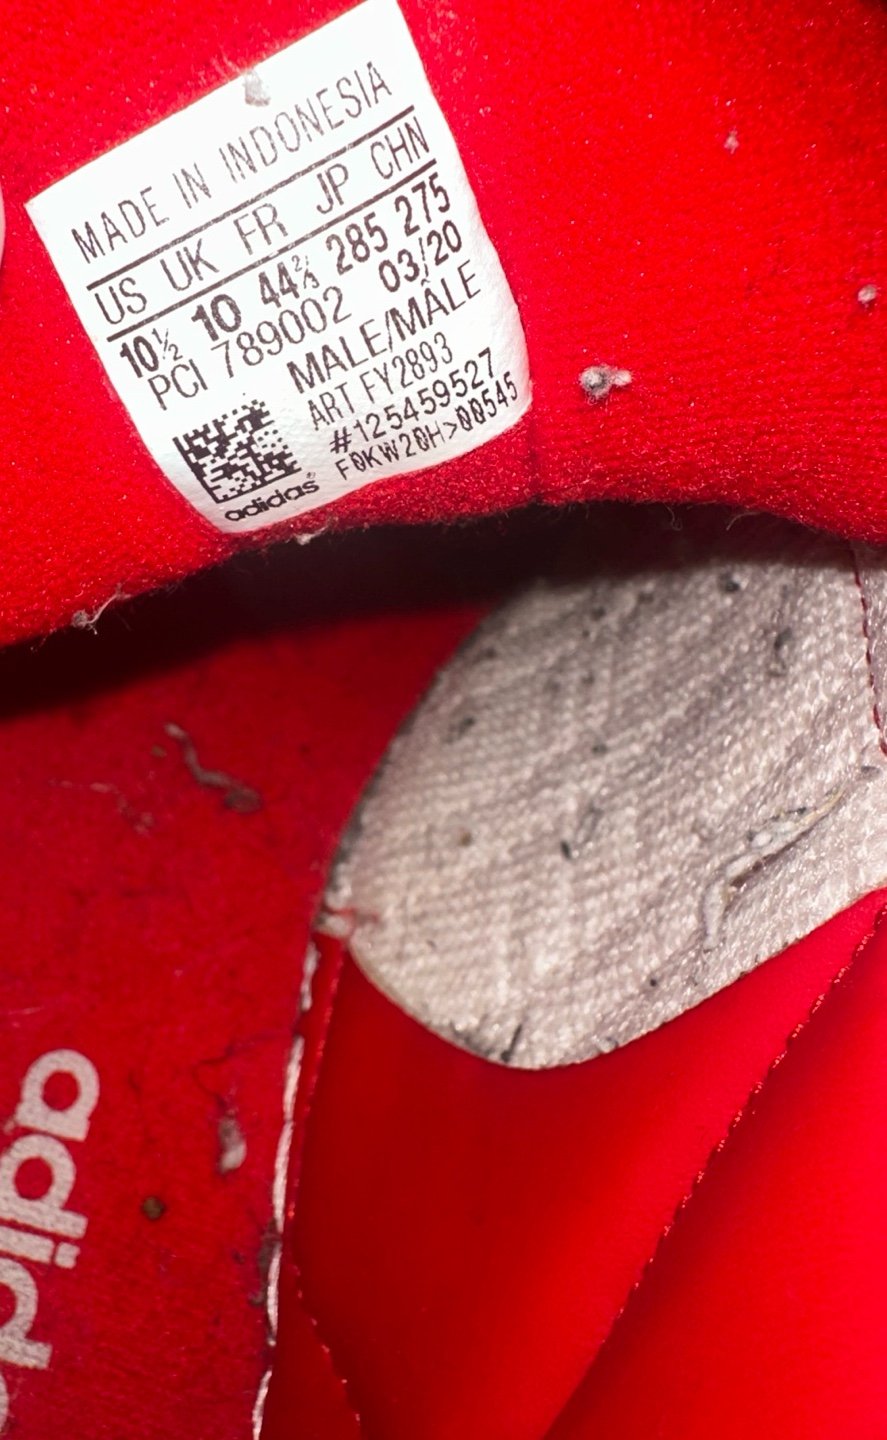 MADE IN INDONESIA
US UK FR JP CHN
10½ 10 44⅔ 285 275
PCI 789002 03/20
MALE/MÂLE
ART FY2893
#125459527
F0KW20H>00545
adidas
adidas